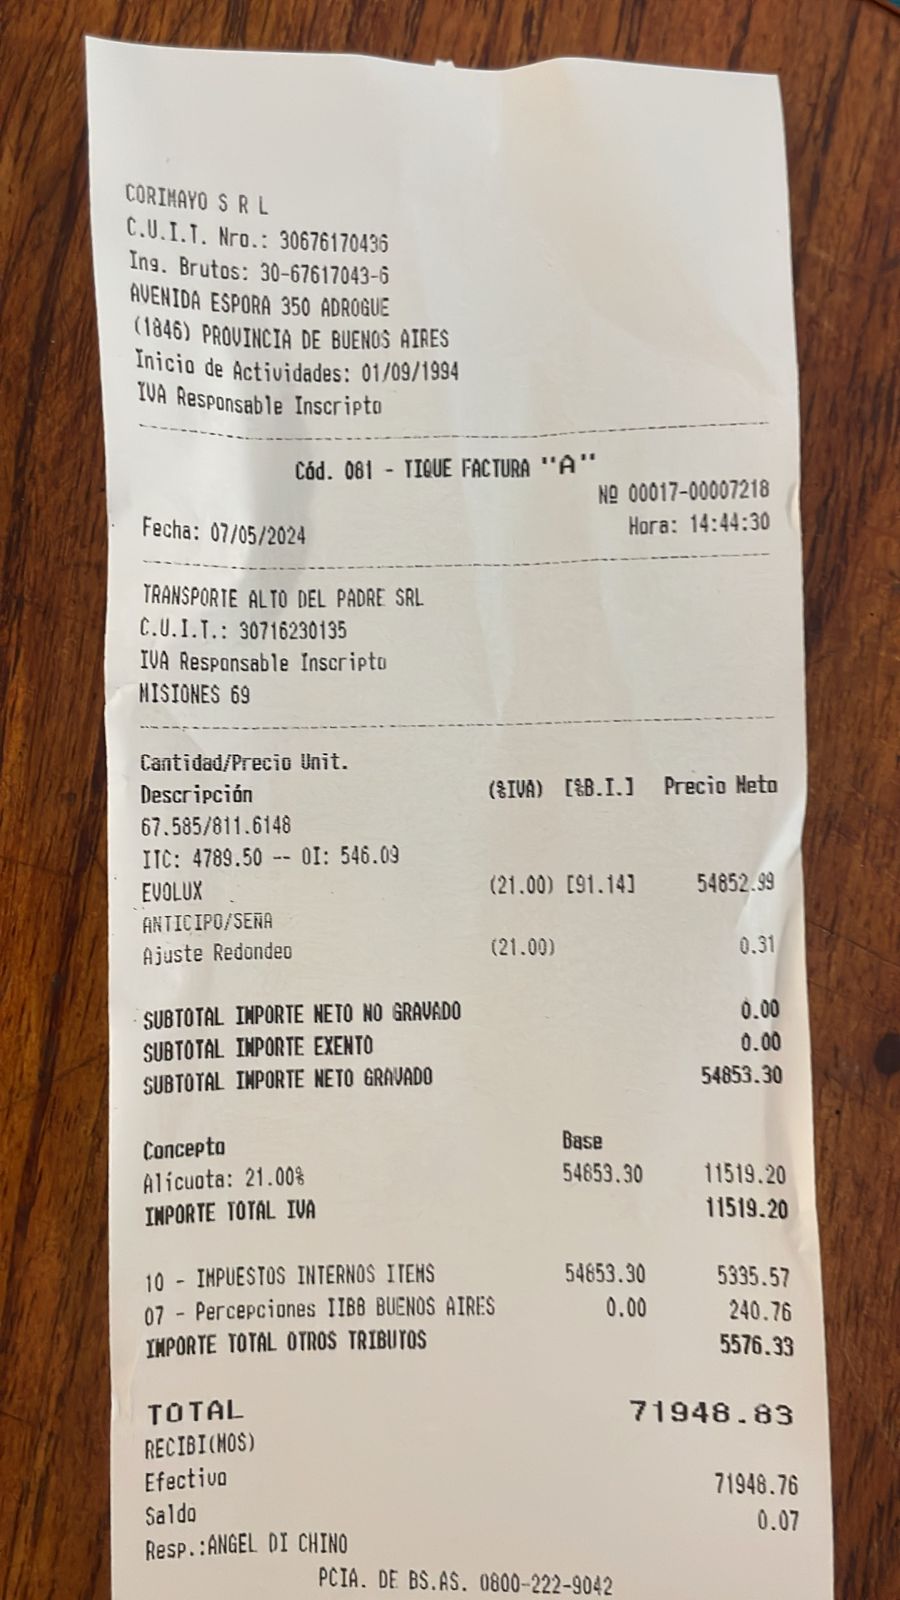 CORIMAYO S R L
C.U.I.T. Nro.: 30676170436
Ing. Brutos: 30-67617043-6
AVENIDA ESPORA 350 ADROGUE
(1846) PROVINCIA DE BUENOS AIRES
Inicio de Actividades: 01/09/1994
IVA Responsable Inscripto
Cód. 081 - TIQUE FACTURA "A"
Nº 00017-00007218
Fecha: 07/05/2024 Hora: 14:44:30
TRANSPORTE ALTO DEL PADRE SRL
C.U.I.T.: 30716230135
IVA Responsable Inscripto
MISIONES 69
Cantidad/Precio Unit.
Descripción (%IVA) [%B.I.] Precio Neto
67.585/811.6148
ITC: 4789.50 -- OI: 546.09
EVOLUX (21.00) [91.14] 54852.99
ANTICIPO/SEÑA
Ajuste Redondeo (21.00) 0.31
SUBTOTAL IMPORTE NETO NO GRAVADO 0.00
SUBTOTAL IMPORTE EXENTO 0.00
SUBTOTAL IMPORTE NETO GRAVADO 54853.30
Concepto Base
Alicuota: 21.00% 54853.30 11519.20
IMPORTE TOTAL IVA 11519.20
10 - IMPUESTOS INTERNOS ITEMS 54853.30 5335.57
07 - Percepciones IIBB BUENOS AIRES 0.00 240.76
IMPORTE TOTAL OTROS TRIBUTOS 5576.33
TOTAL 71948.83
RECIBI(MOS)
Efectivo 71948.76
Saldo 0.07
Resp.:ANGEL DI CHINO
PCIA. DE BS.AS. 0800-222-9042